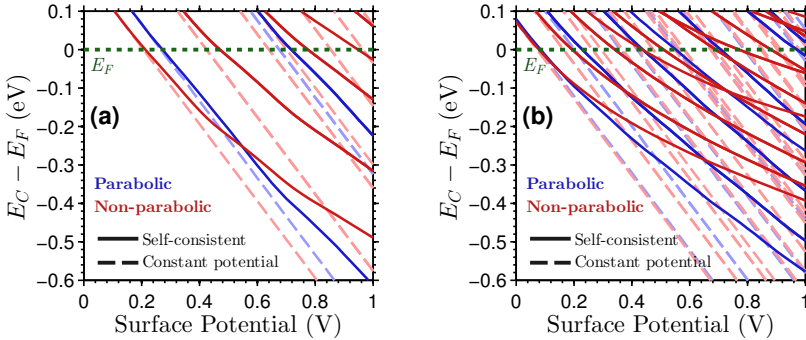 0.1
0
−0.1
−0.2
−0.3
−0.4
−0.5
−0.6
E_C − E_F (eV)
E_F
(a)
Parabolic
Non-parabolic
Self-consistent
Constant potential
0 0.2 0.4 0.6 0.8 1
Surface Potential (V)
0.1
0
−0.1
−0.2
−0.3
−0.4
−0.5
−0.6
E_C − E_F (eV)
E_F
(b)
Parabolic
Non-parabolic
Self-consistent
Constant potential
0 0.2 0.4 0.6 0.8 1
Surface Potential (V)